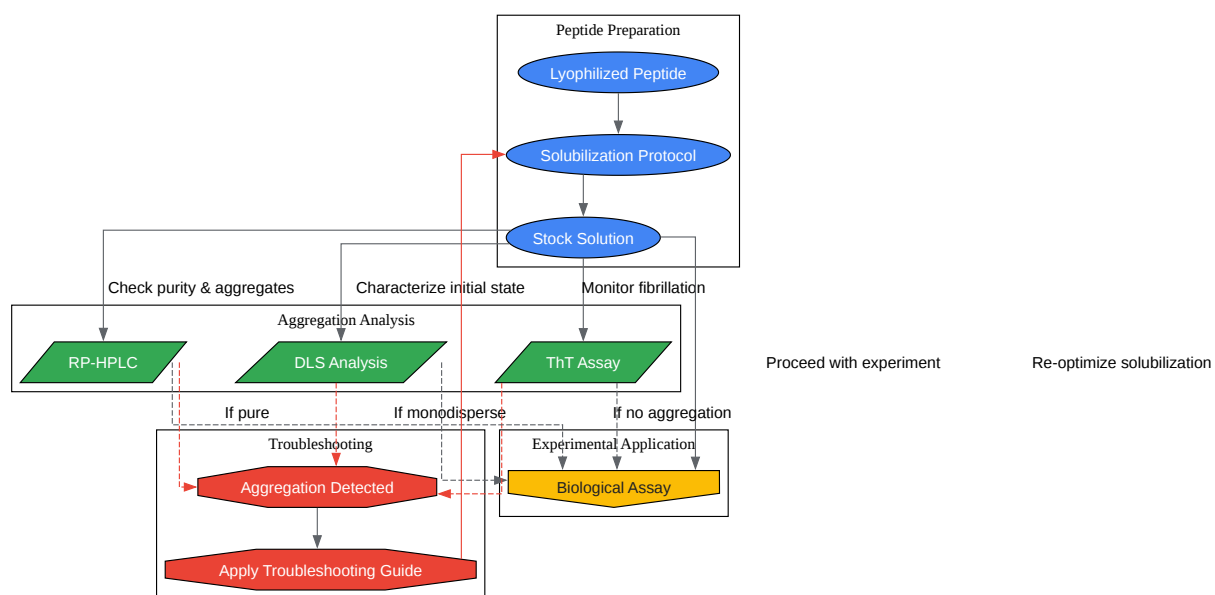 Peptide Preparation
Lyophilized Peptide
Solubilization Protocol
Stock Solution
Check purity & aggregates
Characterize initial state
Monitor fibrillation
Aggregation Analysis
RP-HPLC
DLS Analysis
ThT Assay
Proceed with experiment
Re-optimize solubilization
If pure
If monodisperse
If no aggregation
Troubleshooting
Experimental Application
Aggregation Detected
Biological Assay
Apply Troubleshooting Guide